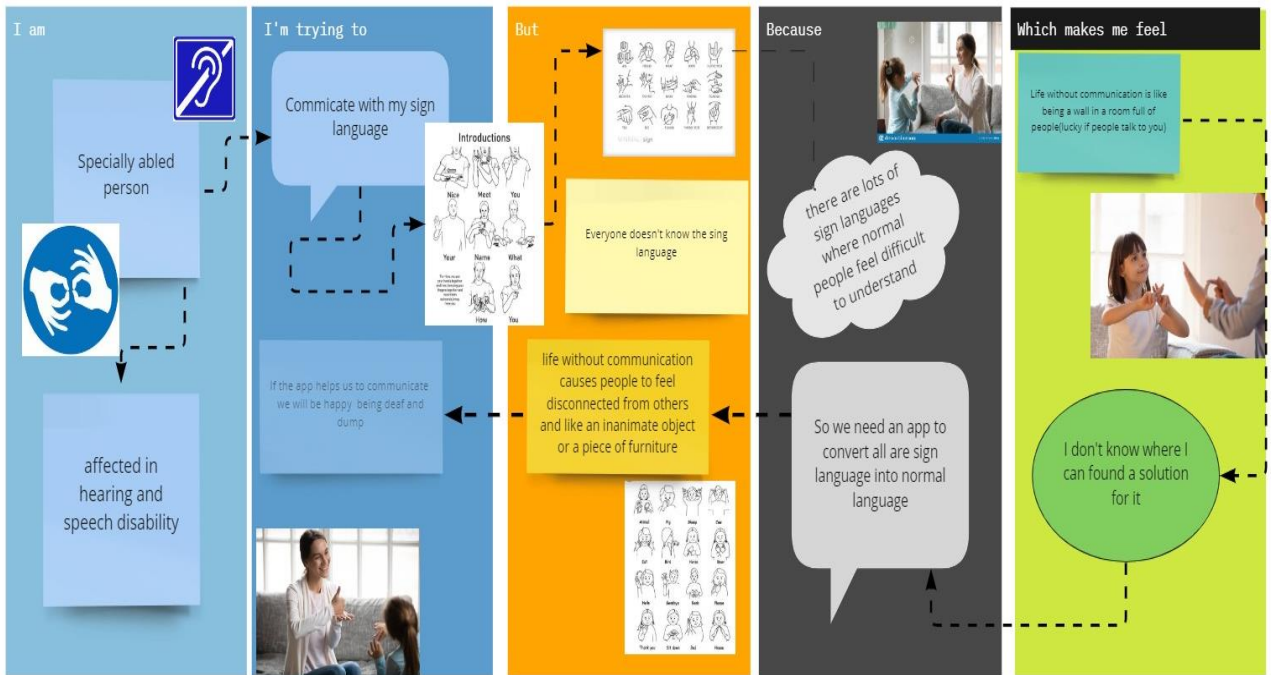 I am
I'm trying to
But
Because
Which makes me feel
Specially abled
person
affected in
hearing and
speech disability
Commicate with my sign
language
Introductions
Nice Meet You
Your Name What
How You
If the app helps us to communicate
we will be happy being deaf and
dump
Everyone doesn't know the sing
language
life without communication
causes people to feel
disconnected from others
and like an inanimate object
or a piece of furniture
there are lots of
sign languages
where normal
people feel difficult
to understand
So we need an app to
convert all are sign
language into normal
language
Life without communication is like
being a wall in a room full of
people(lucky if people talk to you)
I don't know where I
can found a solution
for it